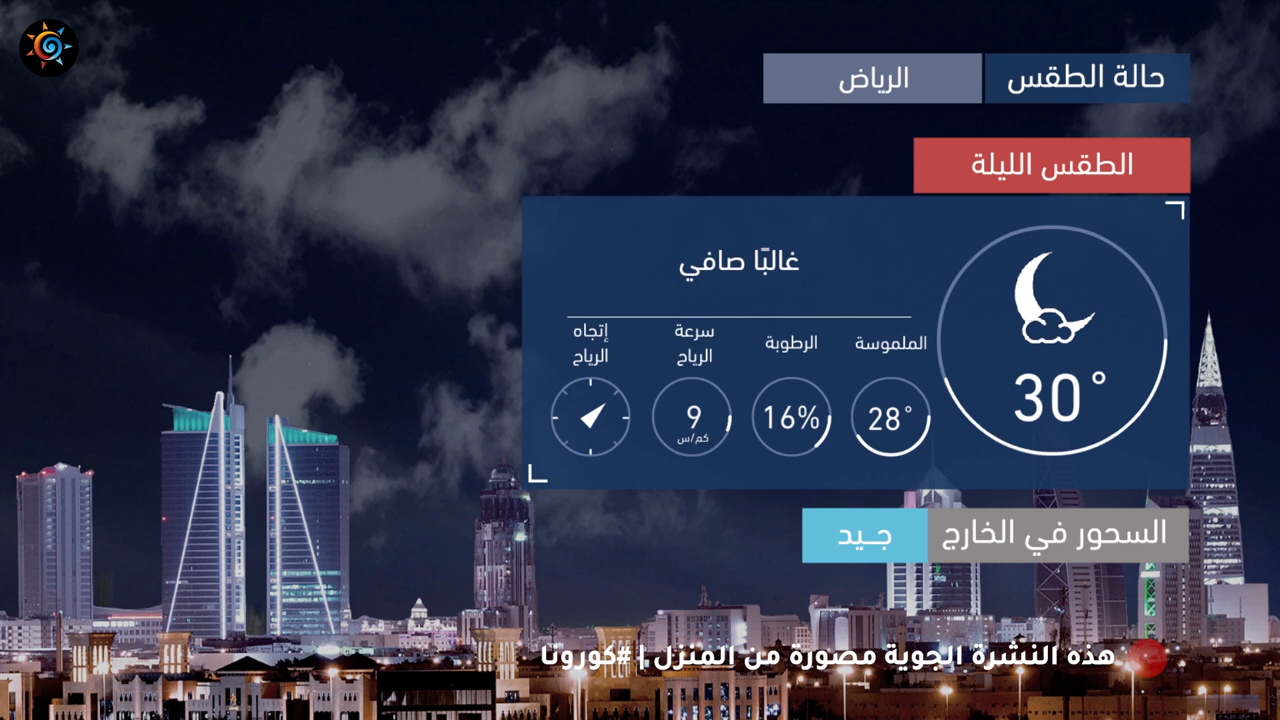 حالة الطقس
الرياض
الطقس الليلة
غالبًا صافي
30°
الملموسة
28°
الرطوبة
16%
سرعة
الرياح
9
كم/س
إتجاه
الرياح
السحور في الخارج
جـيد
هذه النشرة الجوية مصورة من المنزل | #كورونا